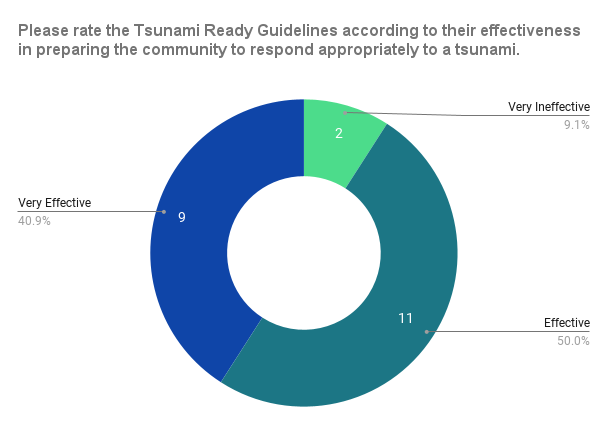 Please rate the Tsunami Ready Guidelines according to their effectiveness
in preparing the community to respond appropriately to a tsunami.
Very Ineffective
9.1%
2
Very Effective
40.9%
9
11
Effective
50.0%